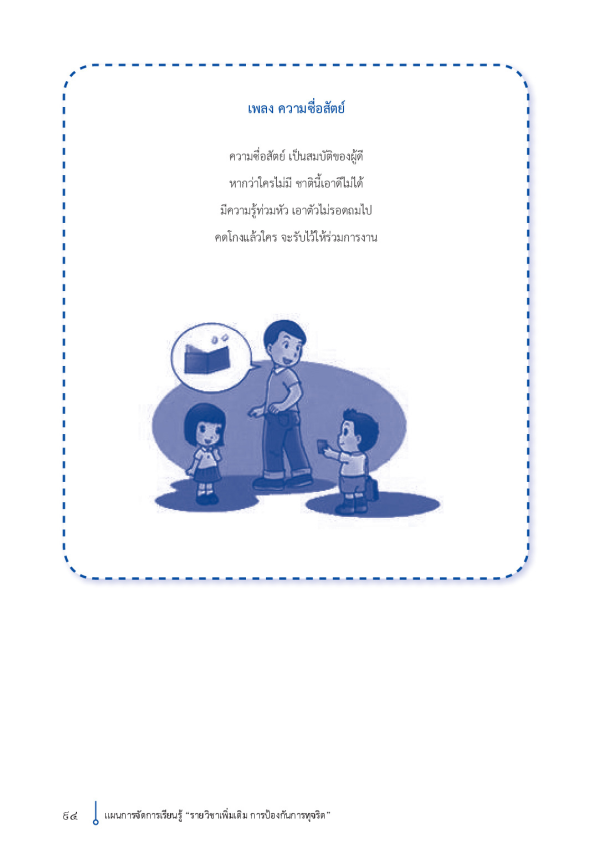 เพลง ความซื่อสัตย์
ความซื่อสัตย์ เป็นสมบัติของผู้ดี
หากว่าใครไม่มี ชาตินี้เอาดีไม่ได้
มีความรู้ท่วมหัว เอาตัวไม่รอดถมไป
คดโกงแล้วใคร จะรับไว้ให้ร่วมการงาน
๕๔ แผนการจัดการเรียนรู้ “รายวิชาเพิ่มเติม การป้องกันการทุจริต”